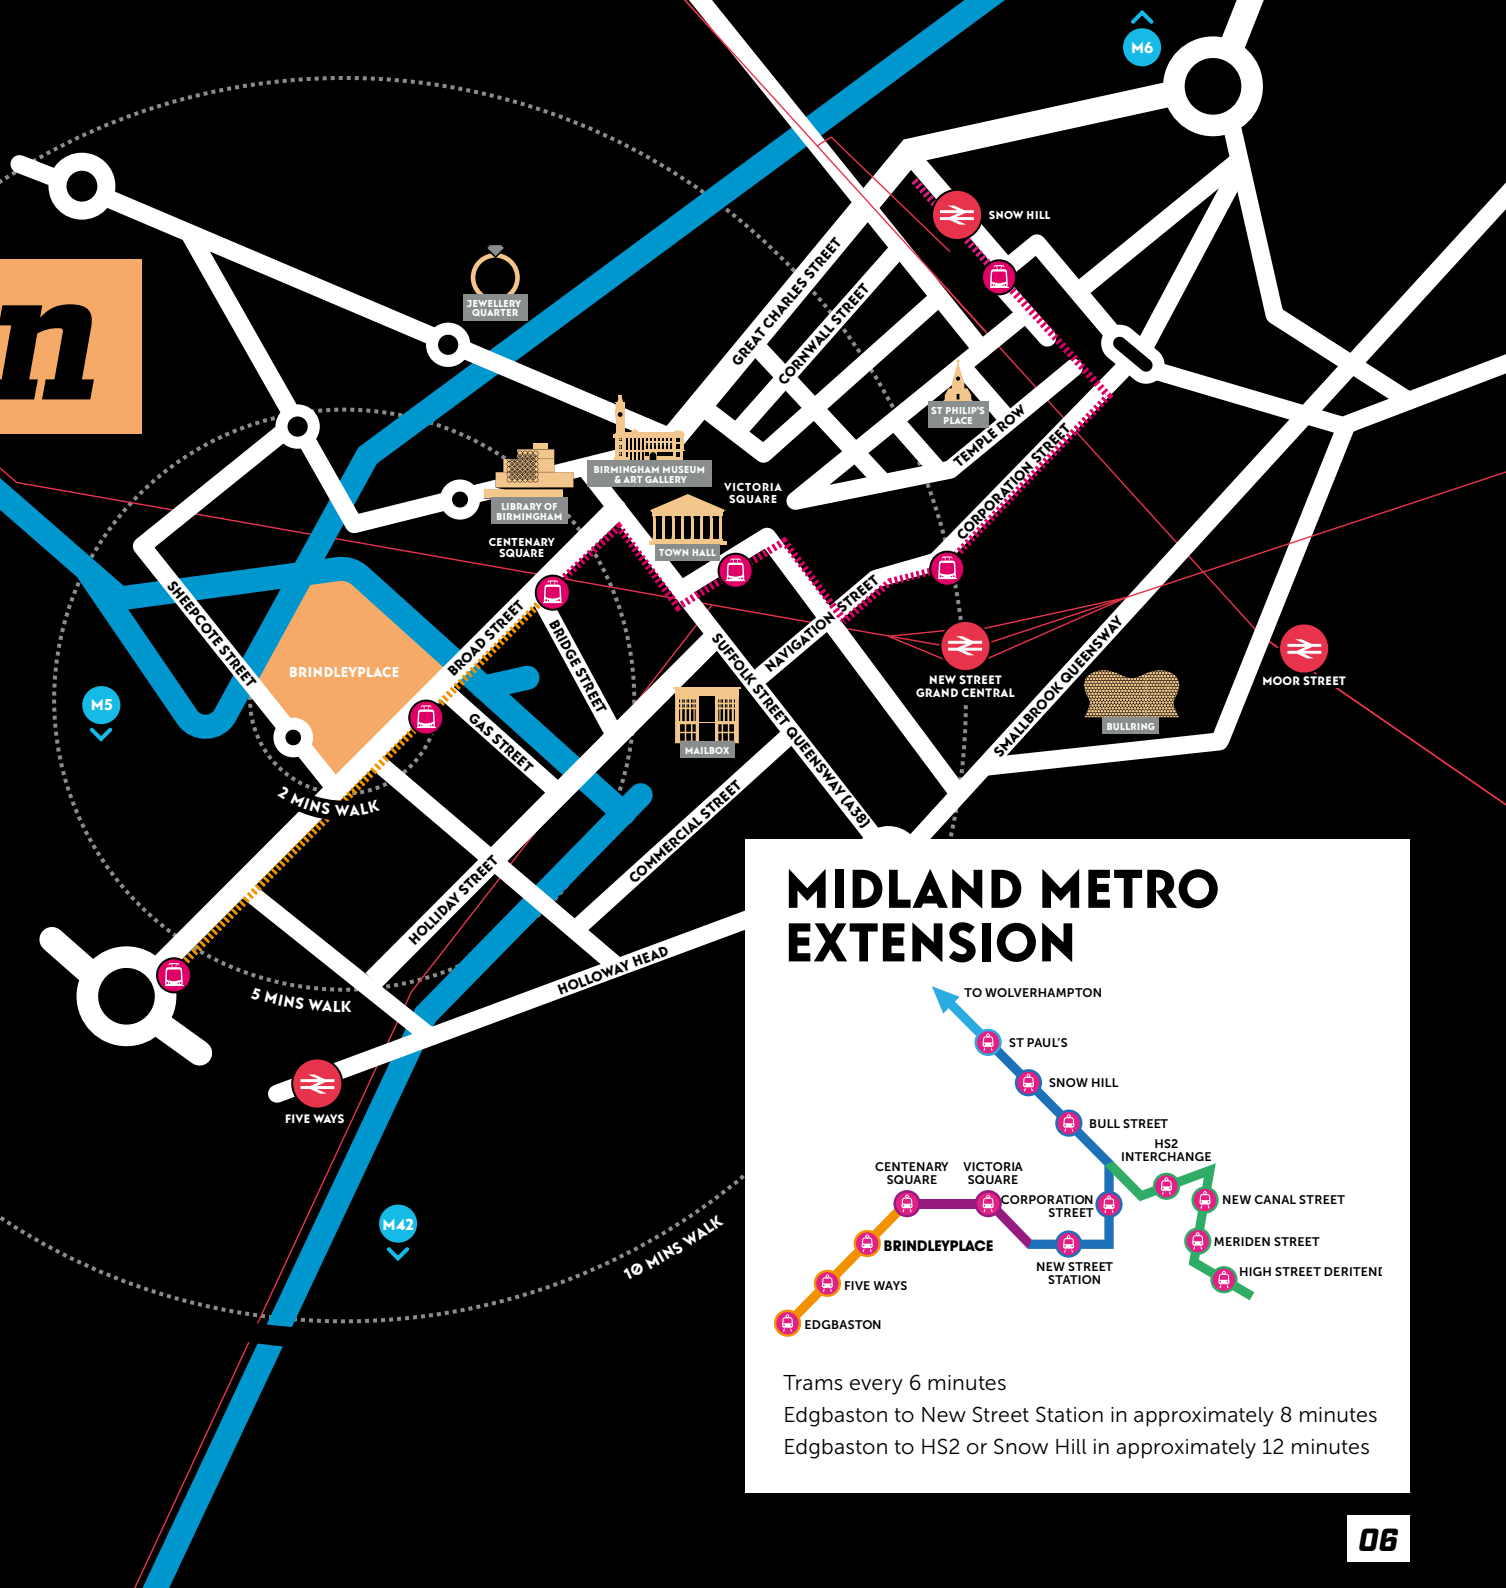 M6
SNOW HILL
n
JEWELLERY
QUARTER
GREAT CHARLES STREET
CORNWALL STREET
ST PHILIP'S
PLACE
TEMPLE ROW
CORPORATION STREET
BIRMINGHAM MUSEUM
& ART GALLERY
VICTORIA
SQUARE
LIBRARY OF
BIRMINGHAM
CENTENARY
SQUARE
TOWN HALL
SHEEPCOTE STREET
BROAD STREET
BRIDGE STREET
NAVIGATION STREET
SUFFOLK STREET QUEENSWAY (A38)
BRINDLEYPLACE
NEW STREET
GRAND CENTRAL
MOOR STREET
SMALLBROOK QUEENSWAY
BULLRING
M5
GAS STREET
MAILBOX
2 MINS WALK
COMMERCIAL STREET
HOLLIDAY STREET
HOLLOWAY HEAD
5 MINS WALK
FIVE WAYS
M42
10 MINS WALK
MIDLAND METRO
EXTENSION
TO WOLVERHAMPTON
ST PAUL'S
SNOW HILL
BULL STREET
HS2
INTERCHANGE
CENTENARY
SQUARE
VICTORIA
SQUARE
CORPORATION
STREET
NEW CANAL STREET
BRINDLEYPLACE
MERIDEN STREET
NEW STREET
STATION
HIGH STREET DERITEND
FIVE WAYS
EDGBASTON
Trams every 6 minutes
Edgbaston to New Street Station in approximately 8 minutes
Edgbaston to HS2 or Snow Hill in approximately 12 minutes
06